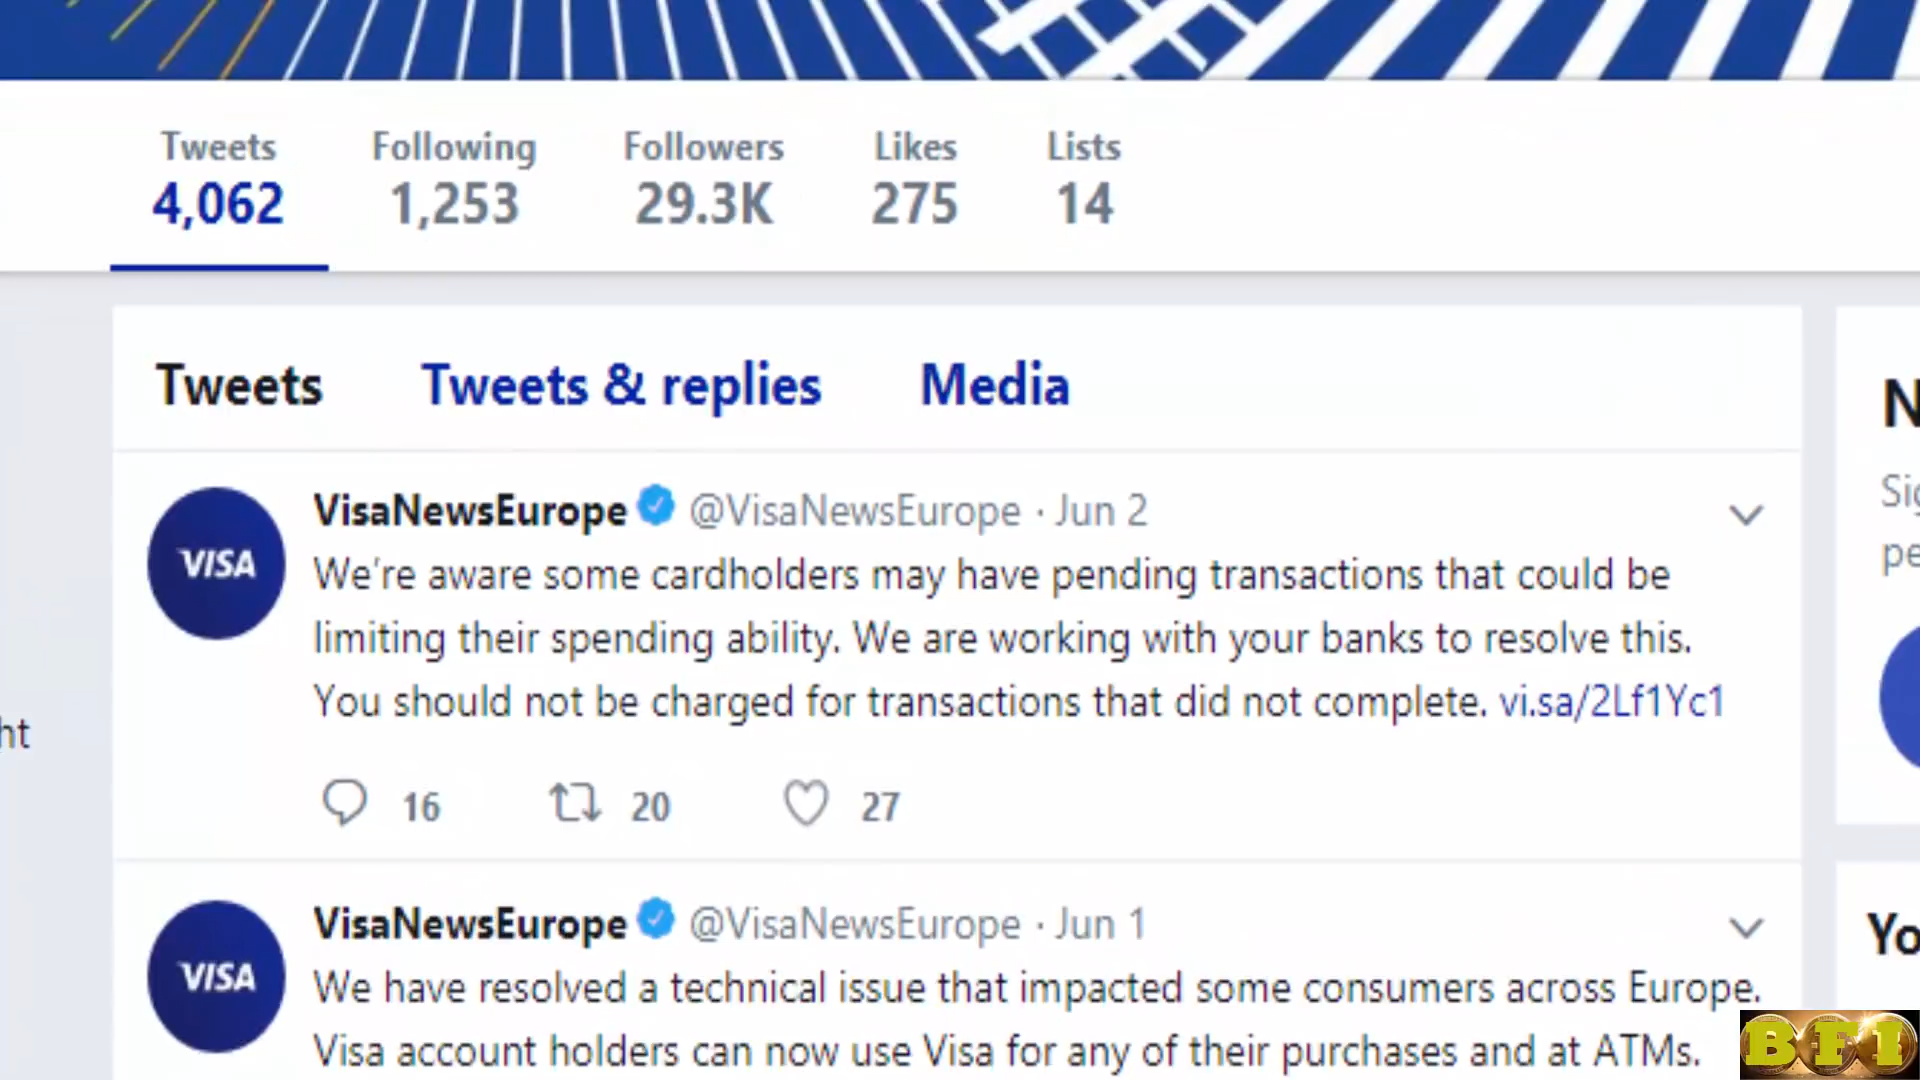 Tweets Following Followers Likes Lists
4,062 1,253 29.3K 275 14
Tweets Tweets & replies Media
VisaNewsEurope @VisaNewsEurope · Jun 2
VISA
We're aware some cardholders may have pending transactions that could be
limiting their spending ability. We are working with your banks to resolve this.
You should not be charged for transactions that did not complete. vi.sa/2Lf1Yc1
16 20 27
VisaNewsEurope @VisaNewsEurope · Jun 1
VISA
We have resolved a technical issue that impacted some consumers across Europe.
Visa account holders can now use Visa for any of their purchases and at ATMs.
BFI